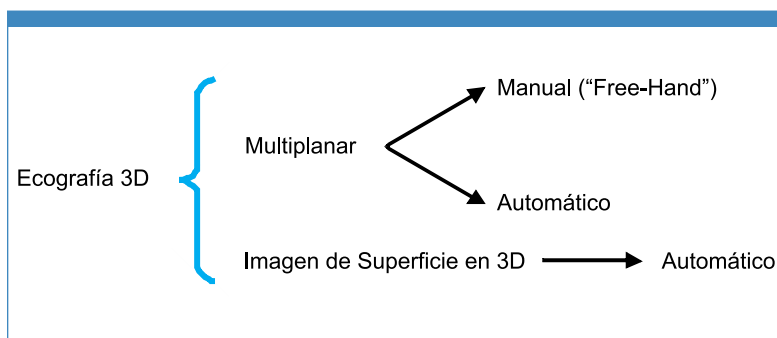 Manual (“Free-Hand”)
Multiplanar
Ecografía 3D
Automático
Imagen de Superficie en 3D
Automático